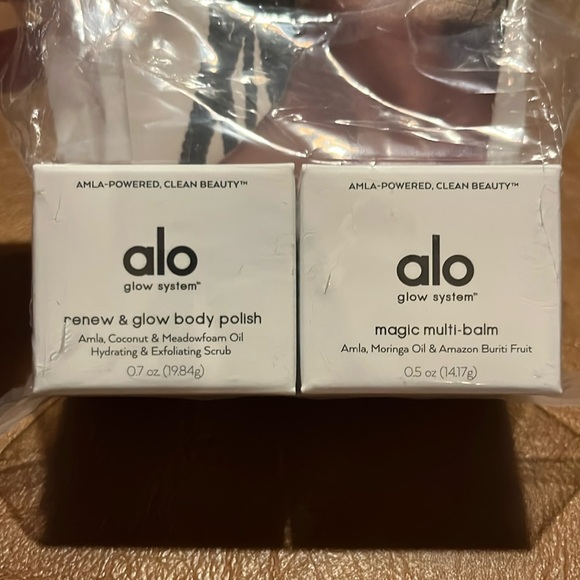 AMLA-POWERED, CLEAN BEAUTY™
alo
glow system™
renew & glow body polish
Amla, Coconut & Meadowfoam Oil
Hydrating & Exfoliating Scrub
0.7 oz. (19.84g)
AMLA-POWERED, CLEAN BEAUTY™
alo
glow system™
magic multi-balm
Amla, Moringa Oil & Amazon Buriti Fruit
0.5 oz (14.17g)